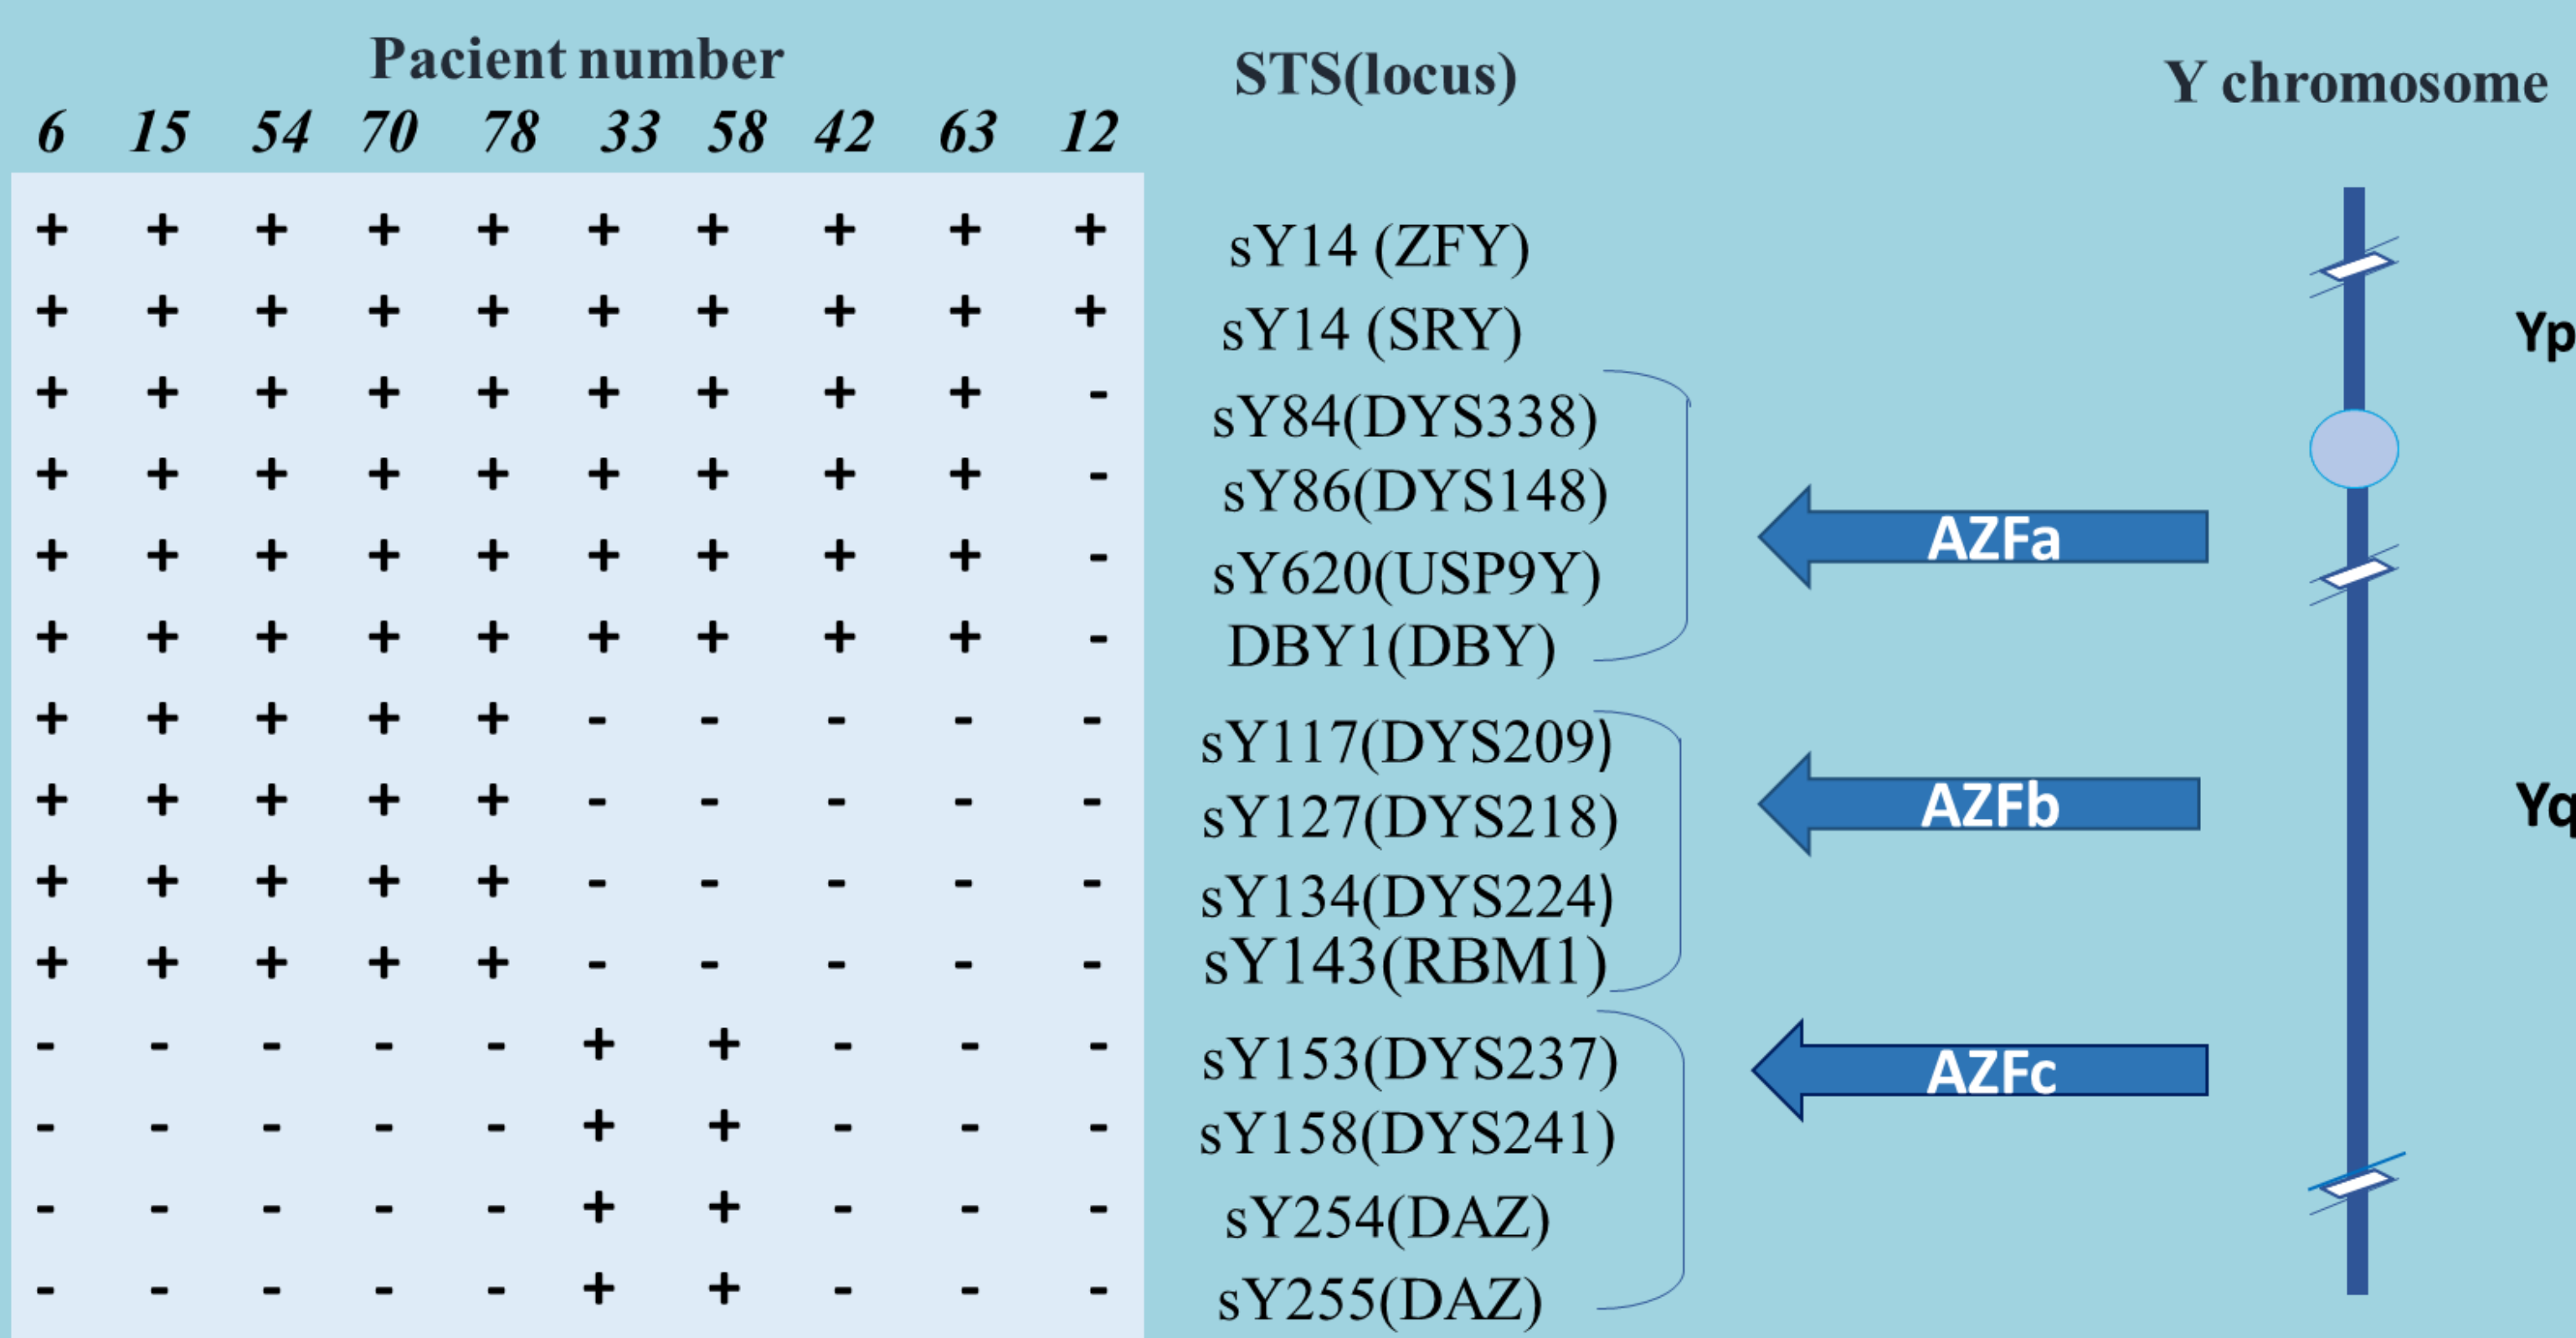 Pacient number
STS(locus)
Y chromosome
6 15 54 70 78 33 58 42 63 12
+ + + + + + + + + + sY14 (ZFY)
+ + + + + + + + + + sY14 (SRY)
Yp
+ + + + + + + + + - sY84(DYS338)
+ + + + + + + + + - sY86(DYS148)
AZFa
+ + + + + + + + + - sY620(USP9Y)
+ + + + + + + + + - DBY1(DBY)
+ + + + + - - - - - sY117(DYS209)
+ + + + + - - - - - sY127(DYS218)
AZFb
Yq
+ + + + + - - - - - sY134(DYS224)
+ + + + + - - - - - sY143(RBM1)
- - - - - + + - - - sY153(DYS237)
AZFc
- - - - - + + - - - sY158(DYS241)
- - - - - + + - - - sY254(DAZ)
- - - - - + + - - - sY255(DAZ)